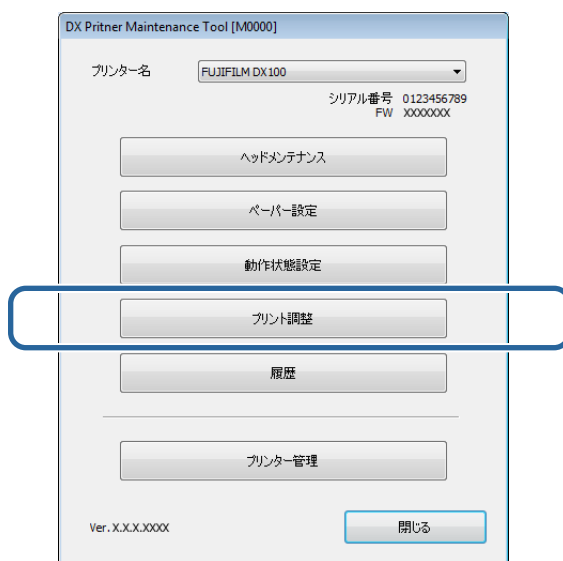 DX Pritner Maintenance Tool [M0000]
プリンター名 FUJIFILM DX100
シリアル番号 0123456789
FW XXXXXXX
ヘッドメンテナンス
ペーパー設定
動作状態設定
プリント調整
履歴
プリンター管理
Ver. X.X.X.XXXX 閉じる